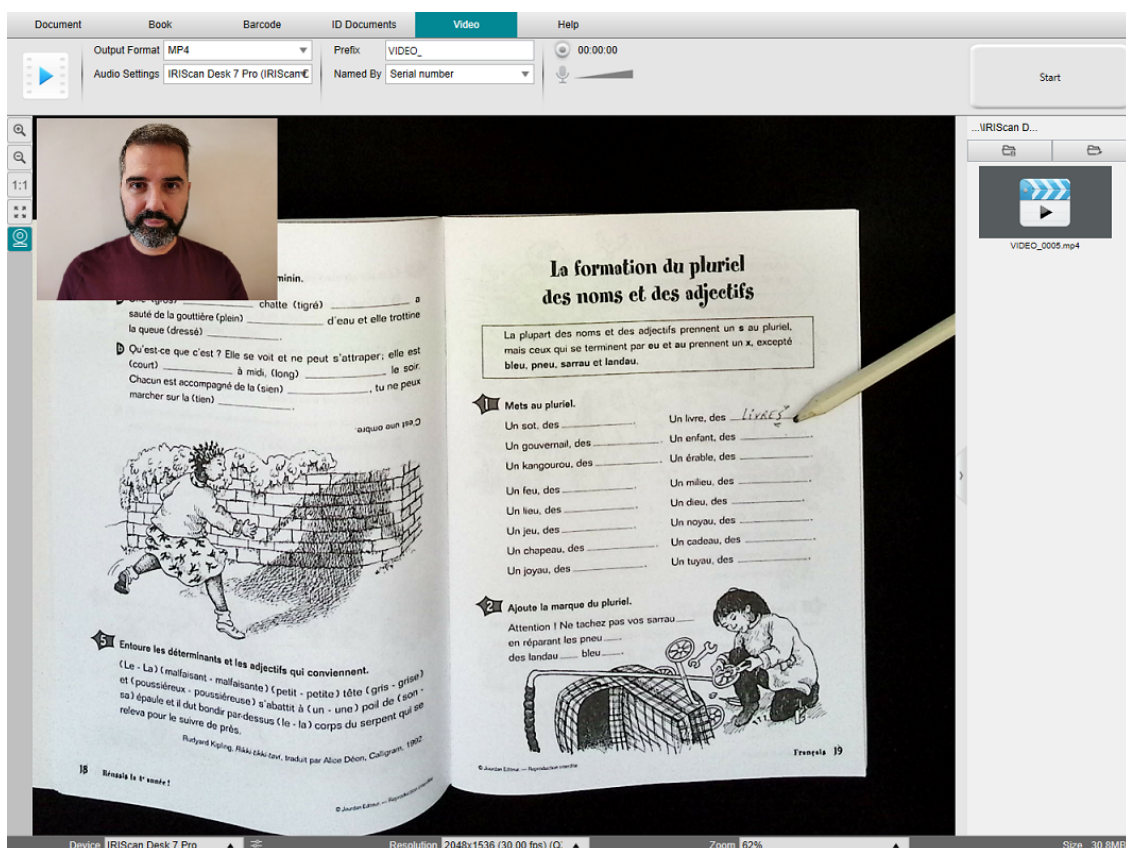 Document Book Barcode ID Documents Video Help
Output Format MP4 Prefix VIDEO_ 00:00:00
Audio Settings IRIScan Desk 7 Pro (IRIScan Named By Serial number
Start
...\IRIScan D...
1:1
VIDEO_0005.mp4
minin.
chatte (tigré) a
sauté de la gouttière (plein) d'eau et elle trottine
la queue (dressé) .
D Qu'est-ce que c'est ? Elle se voit et ne peut s'attraper; elle est
(court) à midi, (long) le soir.
Chacun est accompagné de la (sien) , tu ne peux
marcher sur la (tien) .
C'est une ombre.
5 Entoure les déterminants et les adjectifs qui conviennent.
(Le - La) (malfaisant - malfaisante) (petit - petite) tête (gris - grise)
et (poussiéreux - poussiéreuse) s'abattit à (un - une) poil de (son -
sa) épaule et il dut bondir par-dessus (le - la) corps du serpent qui se
releva pour le suivre de près.
Rudyard Kipling, Rikki-tikki-tavi, traduit par Alice Déon, Caligram, 1992.
18 Réussis ta 4e année !
© Jourdan Éditeur — Reproduction interdite
La formation du pluriel
des noms et des adjectifs
La plupart des noms et des adjectifs prennent un s au pluriel,
mais ceux qui se terminent par eu et au prennent un x, excepté
bleu, pneu, sarrau et landau.
1 Mets au pluriel.
Un sot, des .
Un gouvernail, des .
Un kangourou, des .
Un feu, des .
Un lieu, des .
Un jeu, des .
Un chapeau, des .
Un joyau, des .
Un livre, des LIVRES
Un enfant, des .
Un érable, des .
Un milieu, des .
Un dieu, des .
Un noyau, des .
Un cadeau, des .
Un tuyau, des .
2 Ajoute la marque du pluriel.
Attention ! Ne tachez pas vos sarrau
en réparant les pneu
des landau bleu .
Français 19
© Jourdan Éditeur — Reproduction interdite
Device IRIScan Desk 7 Pro Resolution 2048x1536 (30.00 fps) (Q: Zoom 62% Size 30.8MB